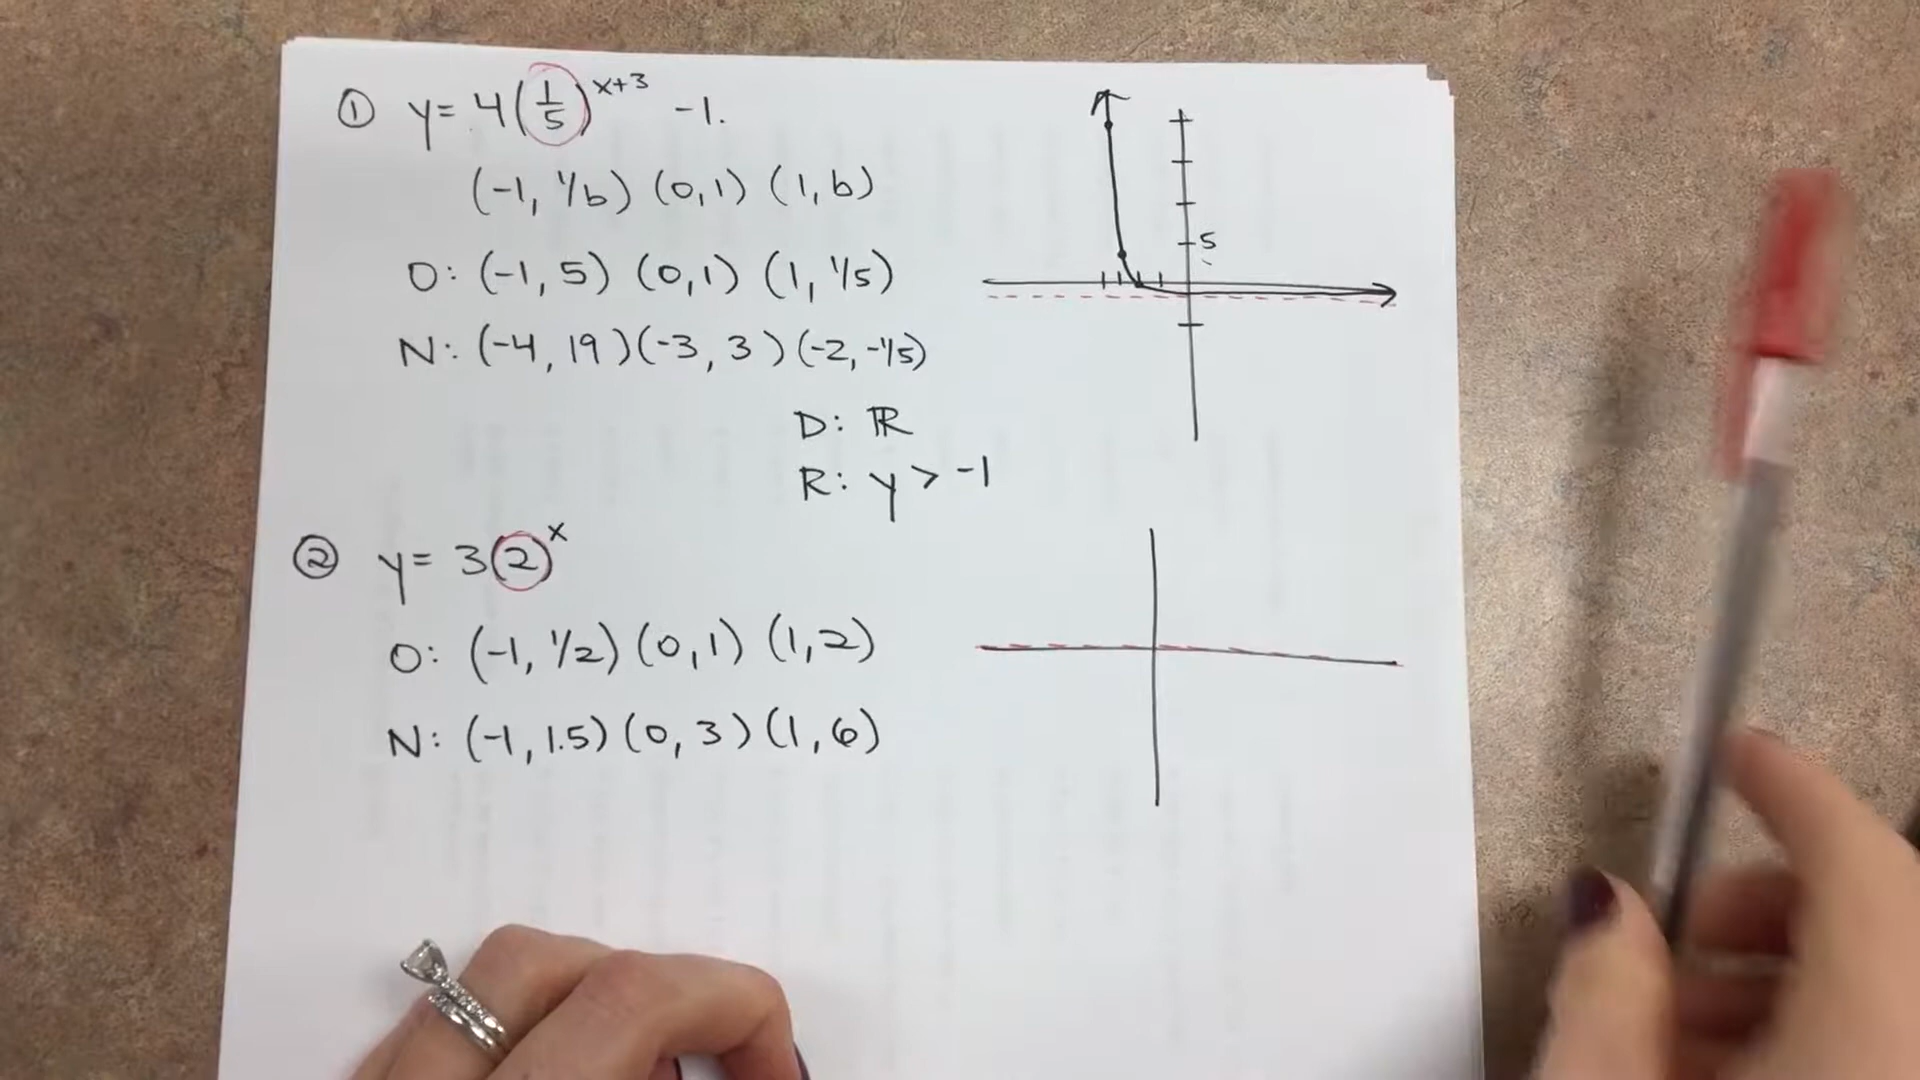 ① y= 4(1/5)^x+3 -1.
(-1, 1/b) (0,1) (1, b)
O: (-1, 5) (0,1) (1, 1/5)
N: (-4, 19)(-3, 3)(-2, -1/5)
D: ℝ
R: y > -1
5
② y= 3(2)^x
O: (-1, 1/2) (0,1) (1,2)
N: (-1, 1.5) (0, 3) (1, 6)